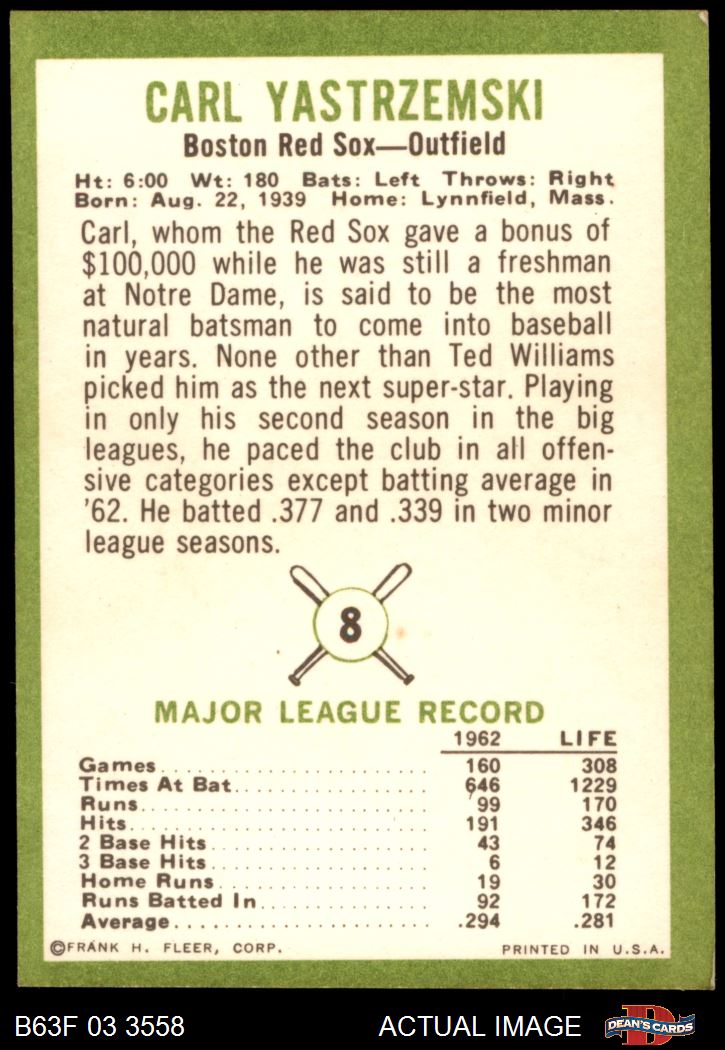 CARL YASTRZEMSKI
Boston Red Sox—Outfield
Ht: 6:00 Wt: 180 Bats: Left Throws: Right
Born: Aug. 22, 1939 Home: Lynnfield, Mass.
Carl, whom the Red Sox gave a bonus of
$100,000 while he was still a freshman
at Notre Dame, is said to be the most
natural batsman to come into baseball
in years. None other than Ted Williams
picked him as the next super-star. Playing
in only his second season in the big
leagues, he paced the club in all offen-
sive categories except batting average in
'62. He batted .377 and .339 in two minor
league seasons.
8
MAJOR LEAGUE RECORD
1962 LIFE
Games 160 308
Times At Bat 646 1229
Runs 99 170
Hits 191 346
2 Base Hits 43 74
3 Base Hits 6 12
Home Runs 19 30
Runs Batted In 92 172
Average .294 .281
©FRANK H. FLEER, CORP. PRINTED IN U.S.A.
B63F 03 3558 ACTUAL IMAGE DEAN'S CARDS